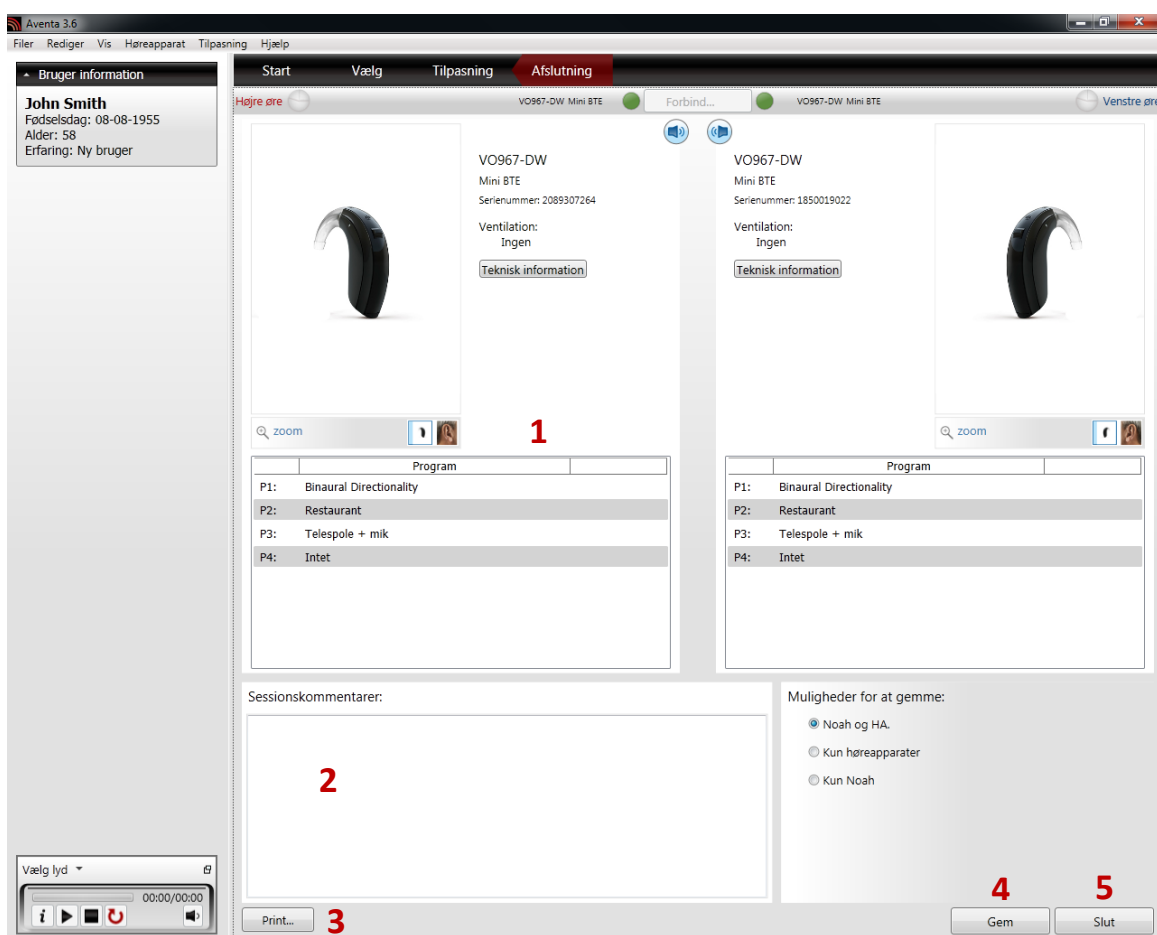 Aventa 3.6
Filer Rediger Vis Høreapparat Tilpasning Hjælp
Bruger information
John Smith
Fødselsdag: 08-08-1955
Alder: 58
Erfaring: Ny bruger
Start Vælg Tilpasning Afslutning
Højre øre VO967-DW Mini BTE Forbind... VO967-DW Mini BTE Venstre øre
VO967-DW
Mini BTE
Serienummer: 2089307264
Ventilation:
Ingen
Teknisk information
VO967-DW
Mini BTE
Serienummer: 1850019022
Ventilation:
Ingen
Teknisk information
zoom
1
zoom
Program
P1: Binaural Directionality
P2: Restaurant
P3: Telespole + mik
P4: Intet
Program
P1: Binaural Directionality
P2: Restaurant
P3: Telespole + mik
P4: Intet
Sessionskommentarer:
2
Muligheder for at gemme:
Noah og HA.
Kun høreapparater
Kun Noah
Vælg lyd
00:00/00:00
i
Print...
3
4
5
Gem
Slut